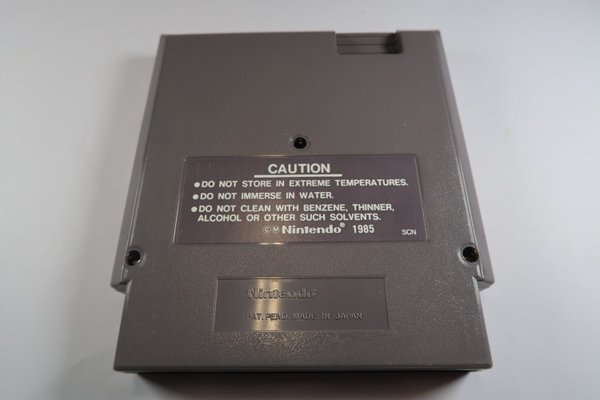 CAUTION
● DO NOT STORE IN EXTREME TEMPERATURES.
● DO NOT IMMERSE IN WATER.
● DO NOT CLEAN WITH BENZENE, THINNER,
ALCOHOL OR OTHER SUCH SOLVENTS.
© M Nintendo® 1985
SCN
Nintendo®
PAT. PEND. MADE IN JAPAN